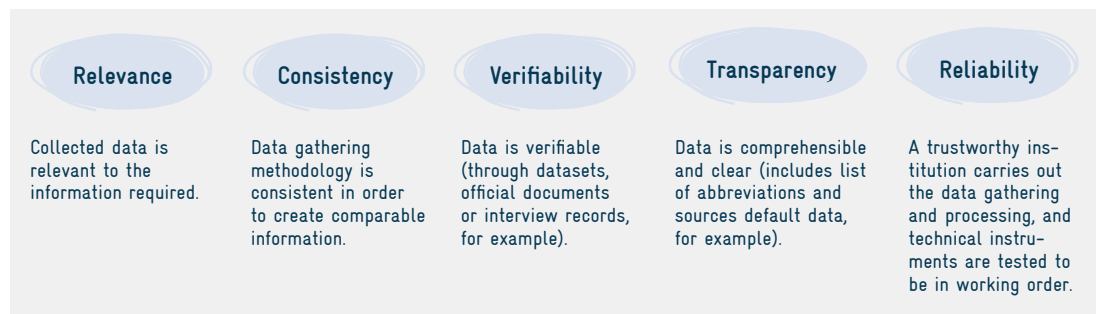 Relevance
Collected data is
relevant to the
information required.
Consistency
Data gathering
methodology is
consistent in order
to create comparable
information.
Verifiability
Data is verifiable
(through datasets,
official documents
or interview records,
for example).
Transparency
Data is comprehensible
and clear (includes list
of abbreviations and
sources default data,
for example).
Reliability
A trustworthy ins-
titution carries out
the data gathering
and processing, and
technical instru-
ments are tested to
be in working order.